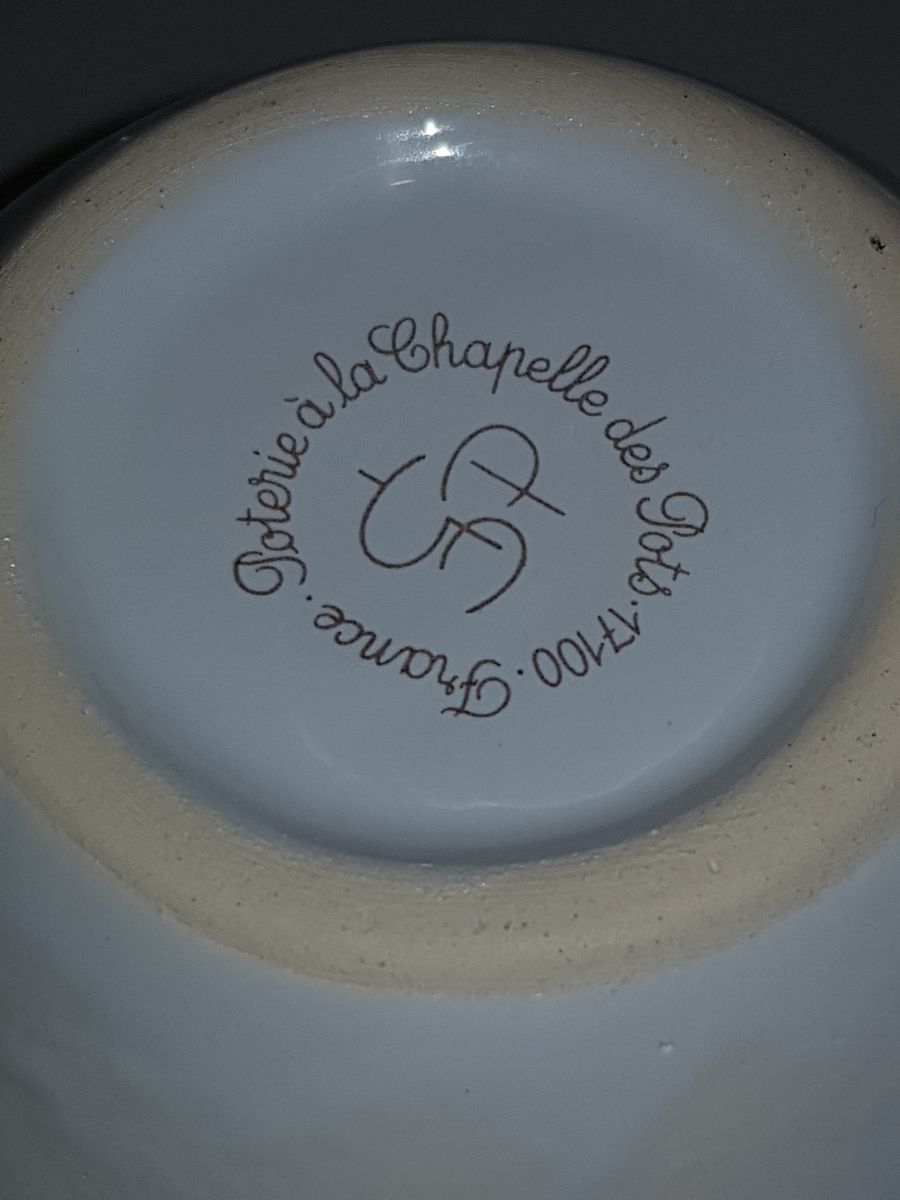 Poterie à la Chapelle des Pots · 17100 · France ·